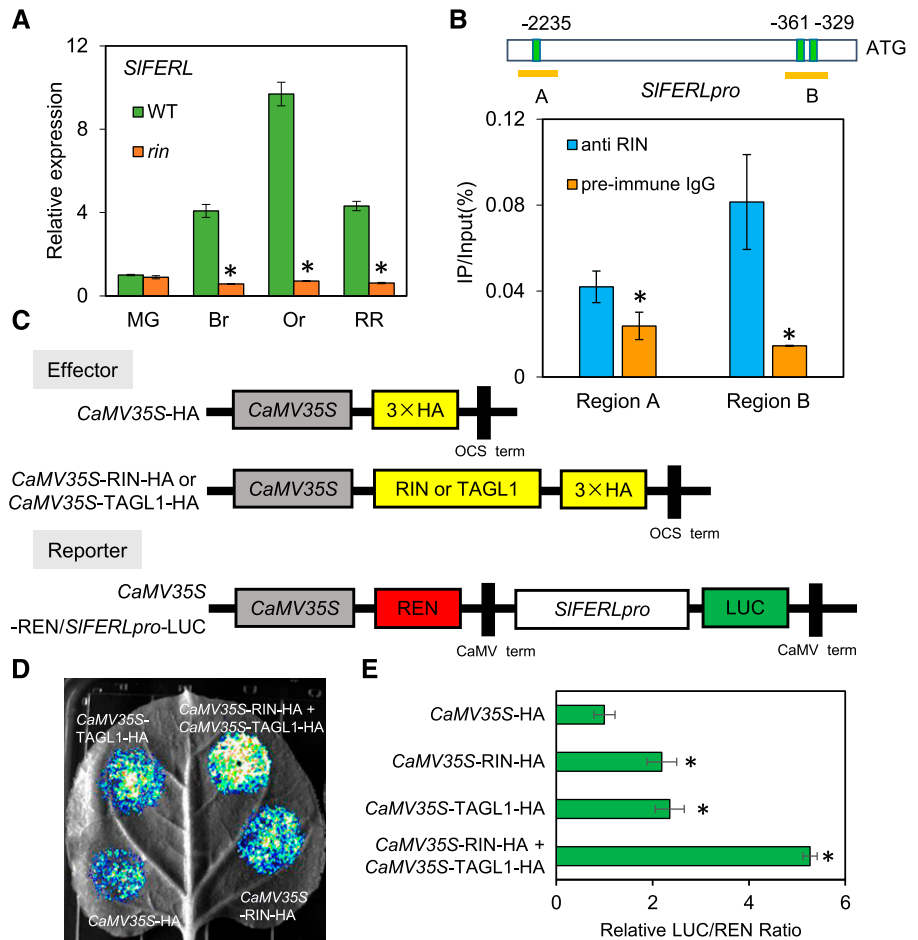 A
SlFERL
WT
rin
Relative expression
12
8
4
0
*
*
*
MG
Br
Or
RR
B
-2235
-361
-329
ATG
A
SlFERLpro
B
anti RIN
pre-immune IgG
IP/Input(%)
0.12
0.08
0.04
0
*
*
Region A
Region B
C
Effector
CaMV35S-HA
CaMV35S
3×HA
OCS term
CaMV35S-RIN-HA or
CaMV35S-TAGL1-HA
CaMV35S
RIN or TAGL1
3×HA
OCS term
Reporter
CaMV35S
-REN/SlFERLpro-LUC
CaMV35S
REN
CaMV term
SlFERLpro
LUC
CaMV term
D
CaMV35S-
TAGL1-HA
CaMV35S-RIN-HA +
CaMV35S-TAGL1-HA
CaMV35S-HA
CaMV35S
-RIN-HA
E
CaMV35S-HA
CaMV35S-RIN-HA
*
CaMV35S-TAGL1-HA
*
CaMV35S-RIN-HA +
CaMV35S-TAGL1-HA
*
0
2
4
6
Relative LUC/REN Ratio